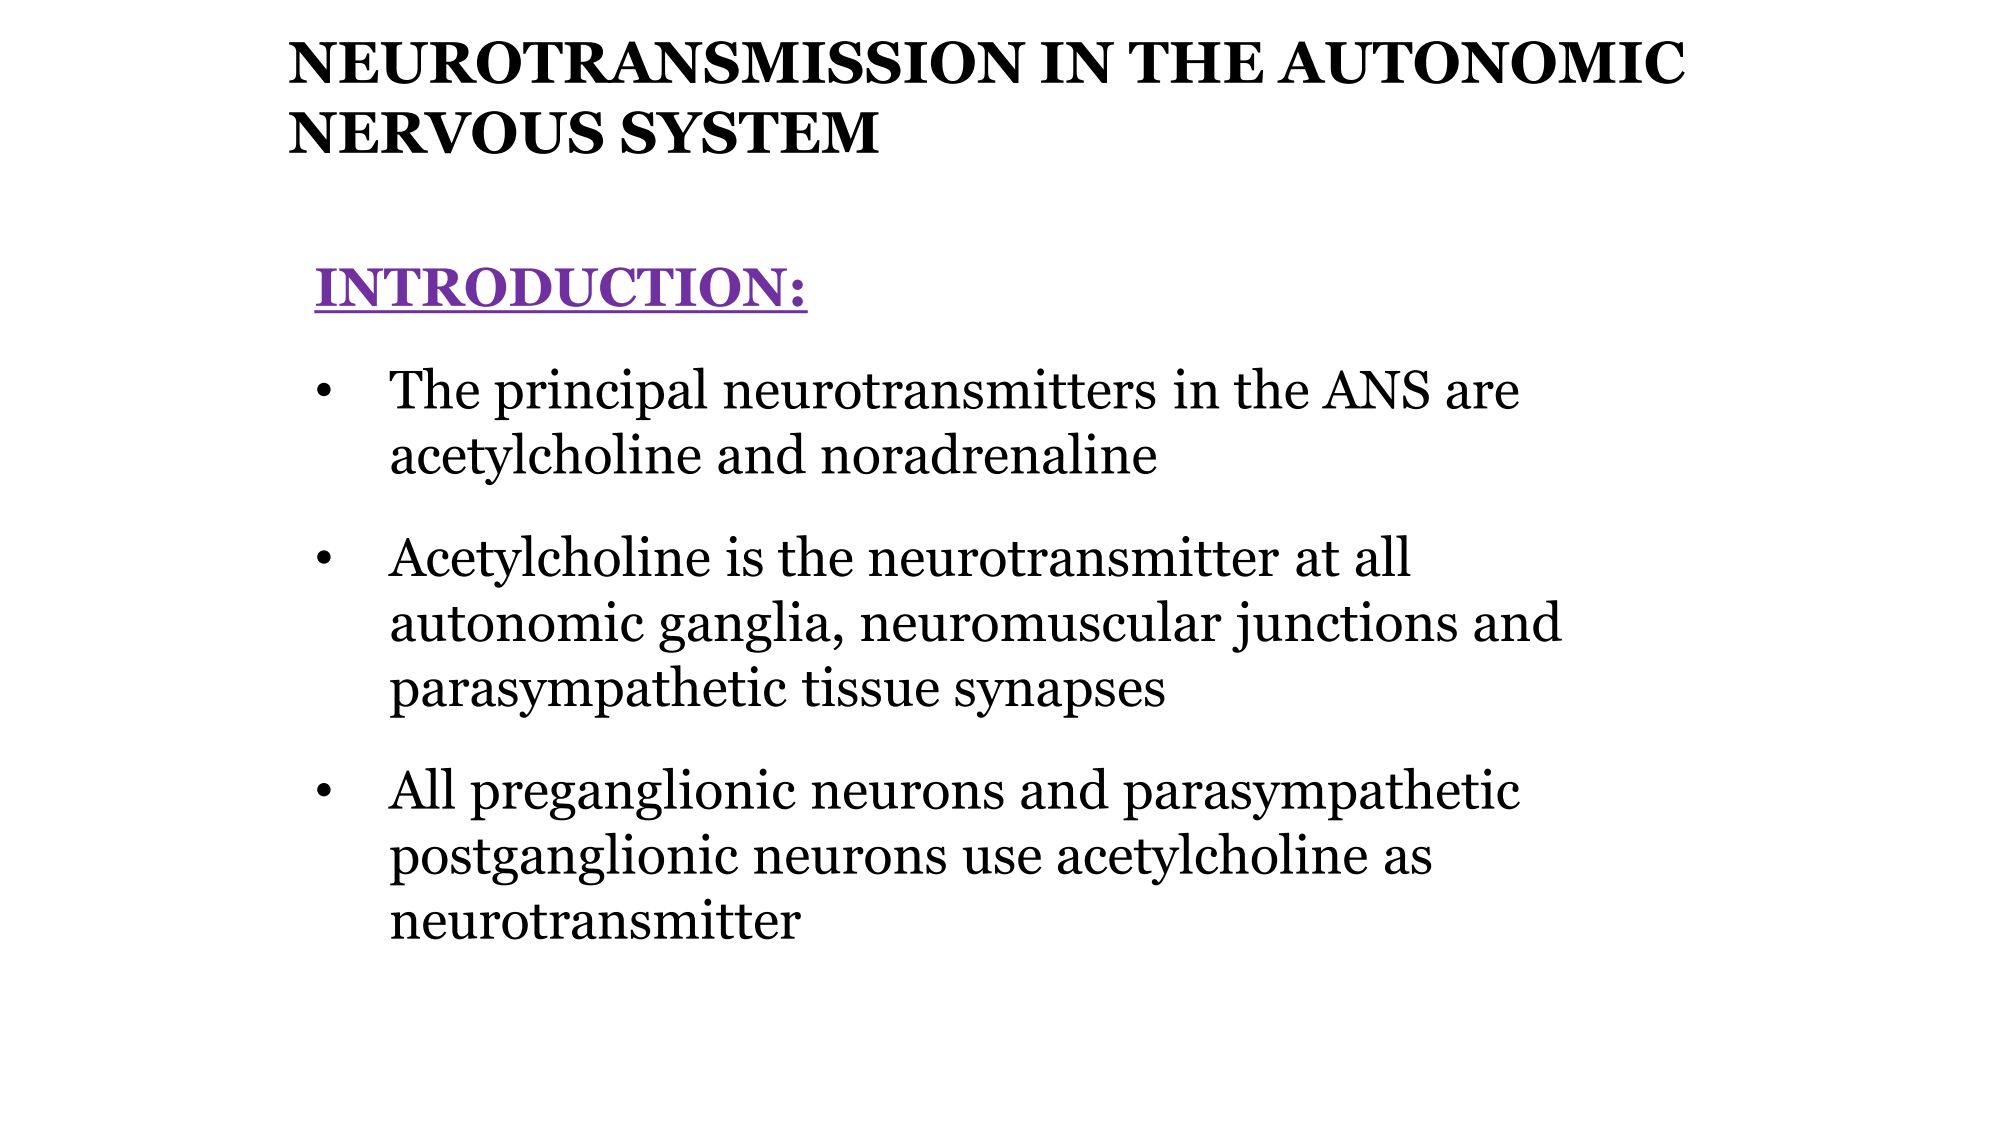 NEUROTRANSMISSION IN THE AUTONOMIC
NERVOUS SYSTEM
INTRODUCTION:
• The principal neurotransmitters in the ANS are
acetylcholine and noradrenaline
• Acetylcholine is the neurotransmitter at all
autonomic ganglia, neuromuscular junctions and
parasympathetic tissue synapses
• All preganglionic neurons and parasympathetic
postganglionic neurons use acetylcholine as
neurotransmitter